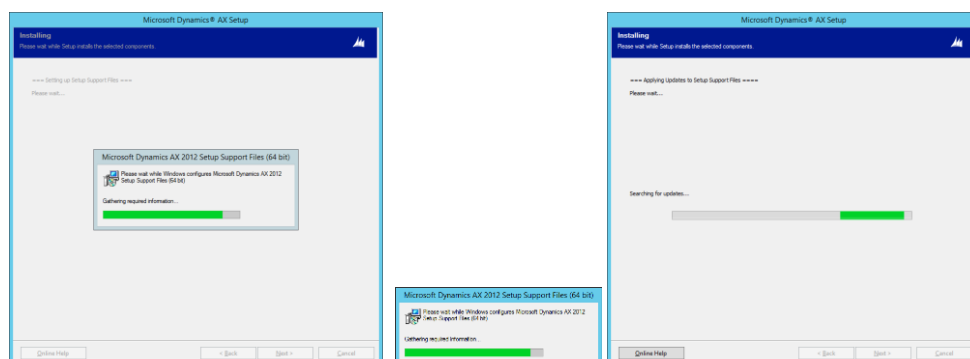 Microsoft Dynamics® AX Setup
Installing
Please wait while Setup installs the selected components.
=== Setting up Setup Support Files ===
Please wait...
Microsoft Dynamics AX 2012 Setup Support Files (64 bit)
Please wait while Windows configures Microsoft Dynamics AX 2012
Setup Support Files (64 bit)
Gathering required information...
Online Help
< Back
Next >
Cancel
Microsoft Dynamics AX 2012 Setup Support Files (64 bit)
Please wait while Windows configures Microsoft Dynamics AX 2012
Setup Support Files (64 bit)
Gathering required information...
Microsoft Dynamics® AX Setup
Installing
Please wait while Setup installs the selected components.
=== Applying Updates to Setup Support Files ====
Please wait...
Searching for updates...
Online Help
< Back
Next >
Cancel